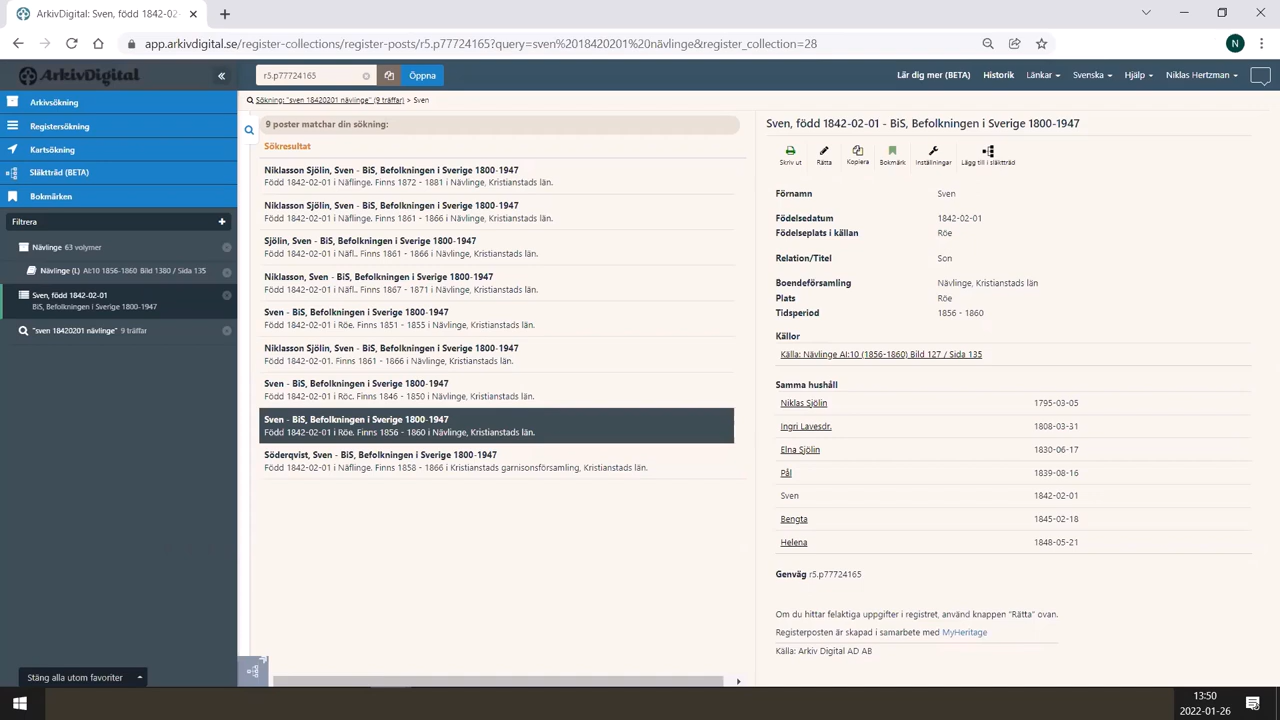 ArkivDigital: Sven, född 1842-02-0
app.arkivdigital.se/register-collections/register-posts/r5.p77724165?query=sven%2018420201%20nävlinge&register_collection=28
N
ArkivDigital
«
r5.p77724165
Öppna
Lär dig mer (BETA)
Historik
Länkar
Svenska
Hjälp
Niklas Hertzman
Arkivsökning
Registersökning
Kartsökning
Släktträd (BETA)
Bokmärken
Filtrera
+
Nävlinge 63 volymer
Nävlinge (L) AI:10 1856-1860 Bild 1380 / Sida 135
Sven, född 1842-02-01
BiS, Befolkningen i Sverige 1800-1947
"sven 18420201 nävlinge" 9 träffar
Stäng alla utom favoriter
Sökning: "sven 18420201 nävlinge" (9 träffar) > Sven
9 poster matchar din sökning:
Sökresultat
Niklasson Sjölin, Sven - BiS, Befolkningen i Sverige 1800-1947
Född 1842-02-01 i Näflinge. Finns 1872 - 1881 i Nävlinge, Kristianstads län.
Niklasson Sjölin, Sven - BiS, Befolkningen i Sverige 1800-1947
Född 1842-02-01 i Näflinge. Finns 1861 - 1866 i Nävlinge, Kristianstads län.
Sjölin, Sven - BiS, Befolkningen i Sverige 1800-1947
Född 1842-02-01 i Näfl.. Finns 1861 - 1866 i Nävlinge, Kristianstads län.
Niklasson, Sven - BiS, Befolkningen i Sverige 1800-1947
Född 1842-02-01 i Näfl.. Finns 1867 - 1871 i Nävlinge, Kristianstads län.
Sven - BiS, Befolkningen i Sverige 1800-1947
Född 1842-02-01 i Röe. Finns 1851 - 1855 i Nävlinge, Kristianstads län.
Niklasson Sjölin, Sven - BiS, Befolkningen i Sverige 1800-1947
Född 1842-02-01. Finns 1861 - 1866 i Nävlinge, Kristianstads län.
Sven - BiS, Befolkningen i Sverige 1800-1947
Född 1842-02-01 i Röc. Finns 1846 - 1850 i Nävlinge, Kristianstads län.
Sven - BiS, Befolkningen i Sverige 1800-1947
Född 1842-02-01 i Röe. Finns 1856 - 1860 i Nävlinge, Kristianstads län.
Söderqvist, Sven - BiS, Befolkningen i Sverige 1800-1947
Född 1842-02-01 i Näflinge. Finns 1858 - 1866 i Kristianstads garnisonsförsamling, Kristianstads län.
Sven, född 1842-02-01 - BiS, Befolkningen i Sverige 1800-1947
Skriv ut
Rätta
Kopiera
Bokmärk
Inställningar
Lägg till i släktträd
Förnamn Sven
Födelsedatum 1842-02-01
Födelseplats i källan Röe
Relation/Titel Son
Boendeförsamling Nävlinge, Kristianstads län
Plats Röe
Tidsperiod 1856 - 1860
Källor
Källa: Nävlinge AI:10 (1856-1860) Bild 127 / Sida 135
Samma hushåll
Niklas Sjölin 1795-03-05
Ingri Lavesdr. 1808-03-31
Elna Sjölin 1830-06-17
Pål 1839-08-16
Sven 1842-02-01
Bengta 1845-02-18
Helena 1848-05-21
Genväg r5.p77724165
Om du hittar felaktiga uppgifter i registret, använd knappen "Rätta" ovan.
Registerposten är skapad i samarbete med MyHeritage
Källa: Arkiv Digital AD AB
13:50
2022-01-26